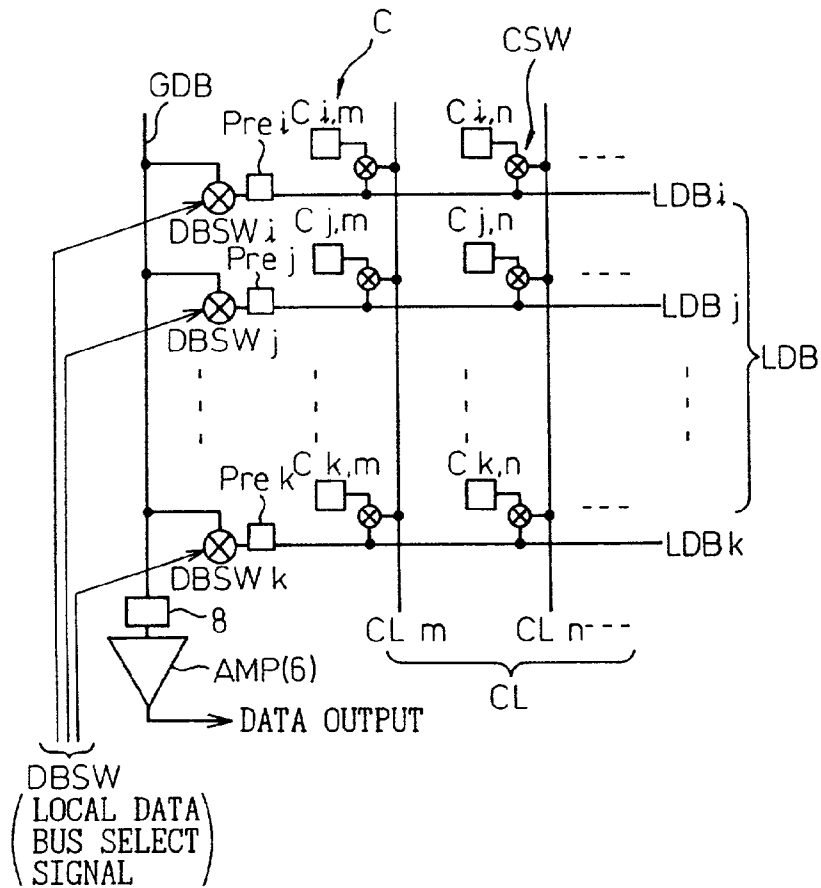 C
CSW
GDB
Pre i
C i,m
C i,n
LDB i
DBSW i
Pre j
C j,m
C j,n
LDB j
DBSW j
LDB
Pre k
C k,m
C k,n
LDB k
DBSW k
8
CL m
CL n
AMP(6)
CL
DATA OUTPUT
DBSW
(LOCAL DATA
BUS SELECT
SIGNAL)